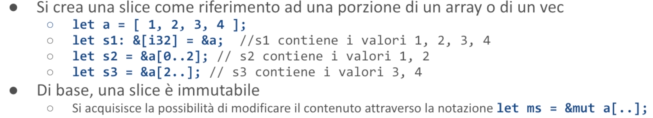 ● Si crea una slice come riferimento ad una porzione di un array o di un vec
○ let a = [ 1, 2, 3, 4 ];
○ let s1: &[i32] = &a; //s1 contiene i valori 1, 2, 3, 4
○ let s2 = &a[0..2]; // s2 contiene i valori 1, 2
○ let s3 = &a[2..]; // s3 contiene i valori 3, 4
● Di base, una slice è immutabile
○ Si acquisisce la possibilità di modificare il contenuto attraverso la notazione let ms = &mut a[..];